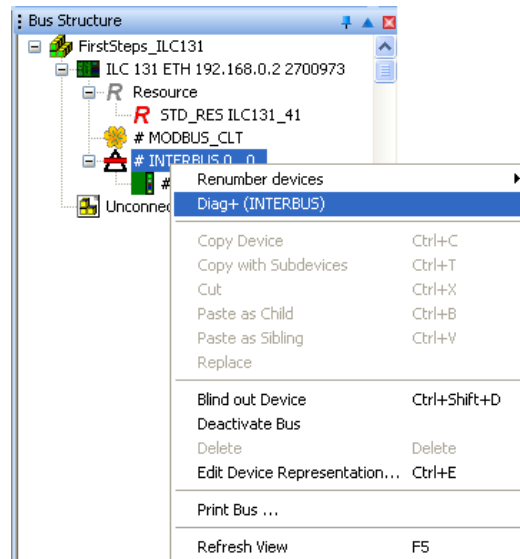 Bus Structure
FirstSteps_ILC131
ILC 131 ETH 192.168.0.2 2700973
R Resource
R STD_RES ILC131_41
# MODBUS_CLT
# INTERBUS 0 . 0
#
Unconnec
Renumber devices
Diag+ (INTERBUS)
Copy Device Ctrl+C
Copy with Subdevices Ctrl+T
Cut Ctrl+X
Paste as Child Ctrl+B
Paste as Sibling Ctrl+V
Replace
Blind out Device Ctrl+Shift+D
Deactivate Bus
Delete Delete
Edit Device Representation... Ctrl+E
Print Bus ...
Refresh View F5